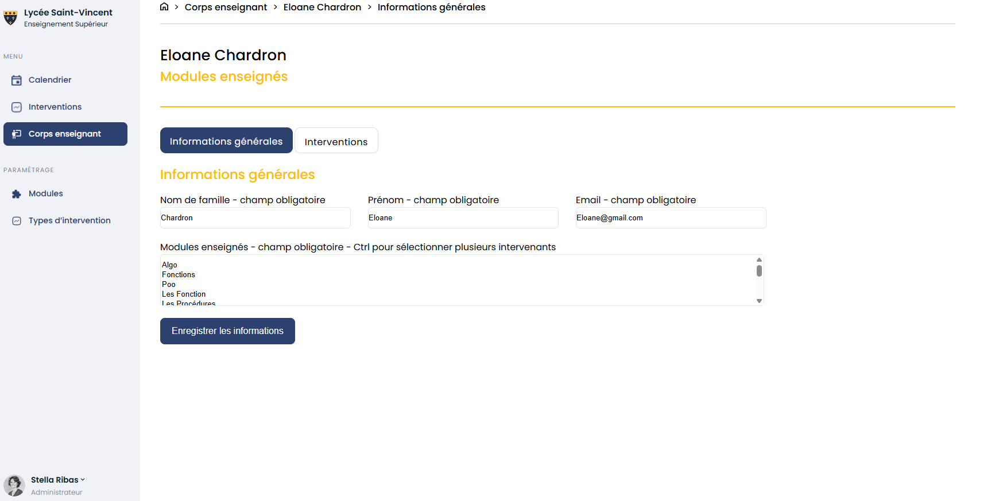 Lycée Saint-Vincent
Enseignement Supérieur
MENU
Calendrier
Interventions
Corps enseignant
PARAMÉTRAGE
Modules
Types d’intervention
Stella Ribas
Administrateur
> Corps enseignant > Eloane Chardron > Informations générales
Eloane Chardron
Modules enseignés
Informations générales Interventions
Informations générales
Nom de famille - champ obligatoire Prénom - champ obligatoire Email - champ obligatoire
Chardron Eloane Eloane@gmail.com
Modules enseignés - champ obligatoire - Ctrl pour sélectionner plusieurs intervenants
Algo
Fonctions
Poo
Les Fonction
Les Procédures
Enregistrer les informations